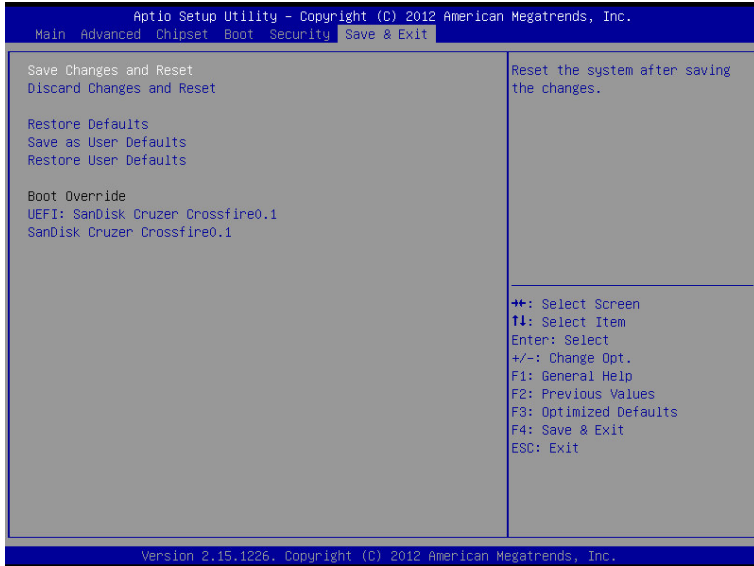 Aptio Setup Utility - Copyright (C) 2012 American Megatrends, Inc.
Main Advanced Chipset Boot Security Save & Exit
Save Changes and Reset
Discard Changes and Reset
Restore Defaults
Save as User Defaults
Restore User Defaults
Boot Override
UEFI: SanDisk Cruzer Crossfire0.1
SanDisk Cruzer Crossfire0.1
Reset the system after saving
the changes.
→←: Select Screen
↑↓: Select Item
Enter: Select
+/-: Change Opt.
F1: General Help
F2: Previous Values
F3: Optimized Defaults
F4: Save & Exit
ESC: Exit
Version 2.15.1226. Copyright (C) 2012 American Megatrends, Inc.